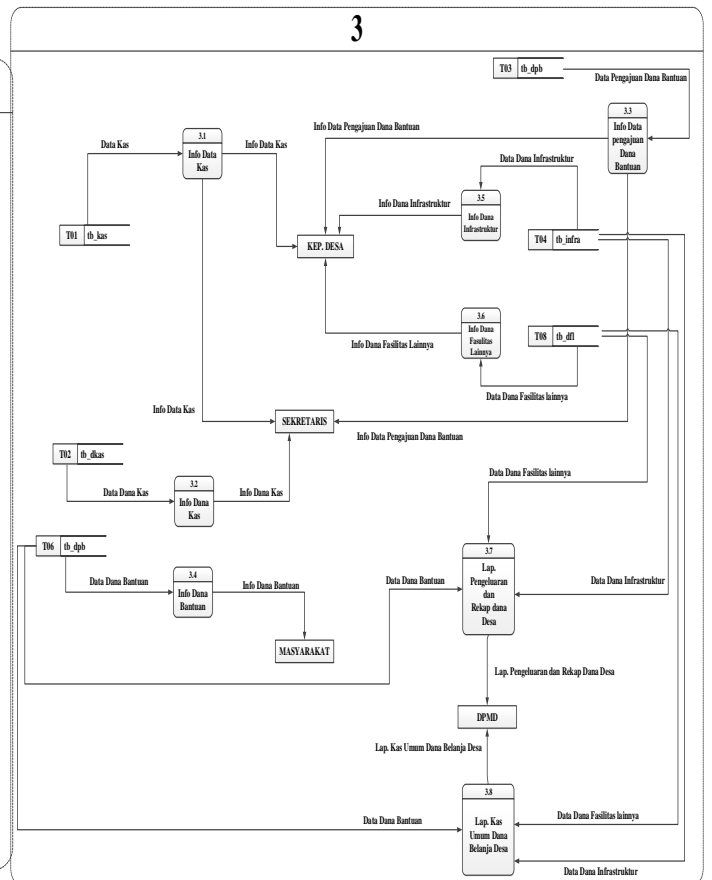 3
T03 tb_dpb
Data Pengajuan Dana Bantuan
3.3
Info Data
pengajuan
Dana
Bantuan
Info Data Pengajuan Dana Bantuan
3.1
Info Data
Kas
Data Kas
Info Data Kas
Data Dana Infrastruktur
3.5
Info Dana
Infrastruktur
Info Dana Infrastruktur
T01 tb_kas
KEP. DESA
T04 tb_infra
3.6
Info Dana
Fasulitas
Lainnya
T08 tb_dfl
Info Dana Fasilitas Lainnya
Data Dana Fasilitas lainnya
Info Data Kas
SEKRETARIS
Info Data Pengajuan Dana Bantuan
T02 tb_dkas
3.2
Info Dana
Kas
Data Dana Kas
Info Dana Kas
Data Dana Fasilitas lainnya
T06 tb_dpb
3.4
Info Dana
Bantuan
Data Dana Bantuan
Info Dana Bantuan
Data Dana Bantuan
3.7
Lap.
Pengeluaran
dan
Rekap dana
Desa
Data Dana Infrastruktur
MASYARAKAT
Lap. Pengeluaran dan Rekap Dana Desa
DPMD
Lap. Kas Umum Dana Belanja Desa
3.8
Lap. Kas
Umum Dana
Belanja Desa
Data Dana Bantuan
Data Dana Fasilitas lainnya
Data Dana Infrastruktur